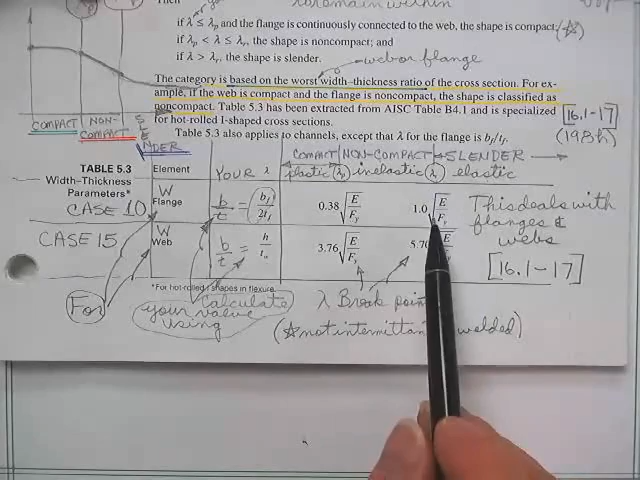 Then
if λ ≤ λp and the flange is continuously connected to the web, the shape is compact;
if λp < λ ≤ λr, the shape is noncompact; and
if λ > λr, the shape is slender.
web or flange
The category is based on the worst width–thickness ratio of the cross section. For ex-
ample, if the web is compact and the flange is noncompact, the shape is classified as
noncompact. Table 5.3 has been extracted from AISC Table B4.1 and is specialized
for hot-rolled I-shaped cross sections.
[16.1-17]
(198h)
Table 5.3 also applies to channels, except that λ for the flange is bf/tf.
COMPACT
NON-
COMPACT
COMPACT NON-COMPACT SLENDER
TABLE 5.3
Width–Thickness
Parameters*
Element
YOUR λ
plastic λp inelastic λr elastic
CASE 10
W
Flange
b/t = bf/2tf
0.38 √E/Fy
1.0 √E/Fy
This deals with
flanges &
webs
[16.1-17]
CASE 15
W
Web
b/t = h/tw
3.76 √E/Fy
5.70 √E/Fy
*For hot-rolled I shapes in flexure.
For
Calculate
your value
using
λ Break
welded)